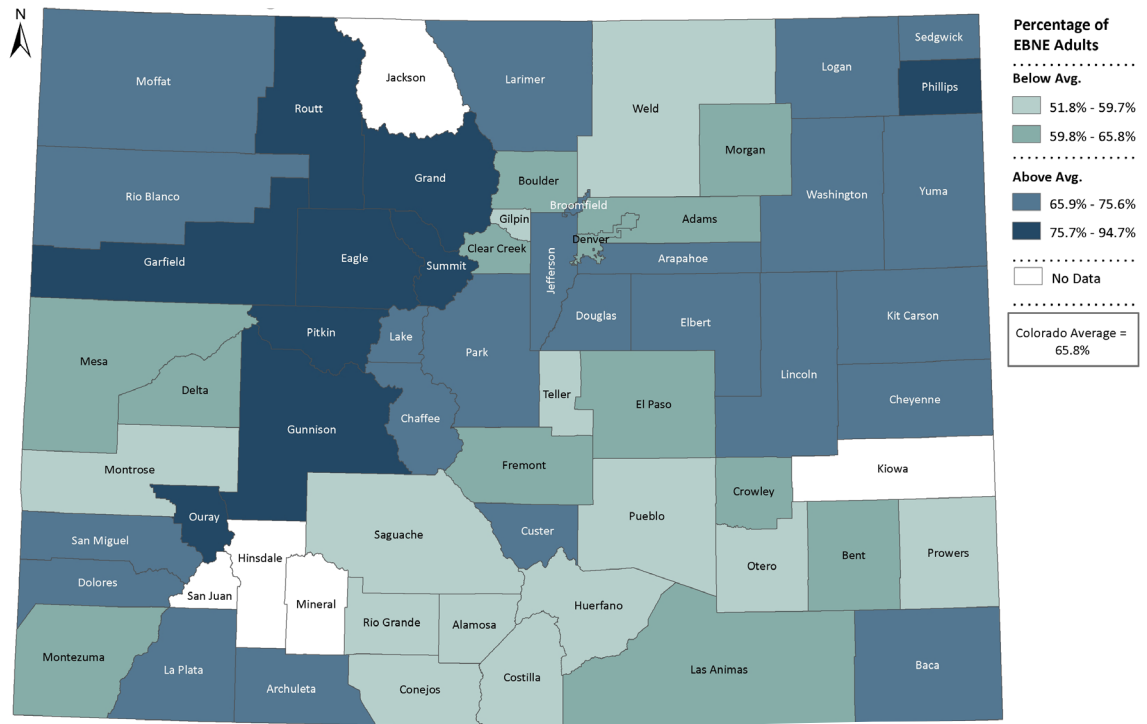 N
Percentage of
EBNE Adults
Below Avg.
51.8% - 59.7%
59.8% - 65.8%
Above Avg.
65.9% - 75.6%
75.7% - 94.7%
No Data
Colorado Average =
65.8%
Moffat
Routt
Jackson
Larimer
Weld
Logan
Sedgwick
Phillips
Rio Blanco
Grand
Boulder
Morgan
Washington
Yuma
Gilpin
Broomfield
Adams
Clear Creek
Denver
Garfield
Eagle
Summit
Jefferson
Arapahoe
Pitkin
Lake
Park
Douglas
Elbert
Kit Carson
Mesa
Delta
Teller
Lincoln
Cheyenne
Gunnison
Chaffee
El Paso
Montrose
Fremont
Kiowa
Crowley
Ouray
San Miguel
Saguache
Custer
Pueblo
Hinsdale
Otero
Bent
Prowers
Dolores
San Juan
Mineral
Rio Grande
Alamosa
Huerfano
Montezuma
La Plata
Archuleta
Conejos
Costilla
Las Animas
Baca